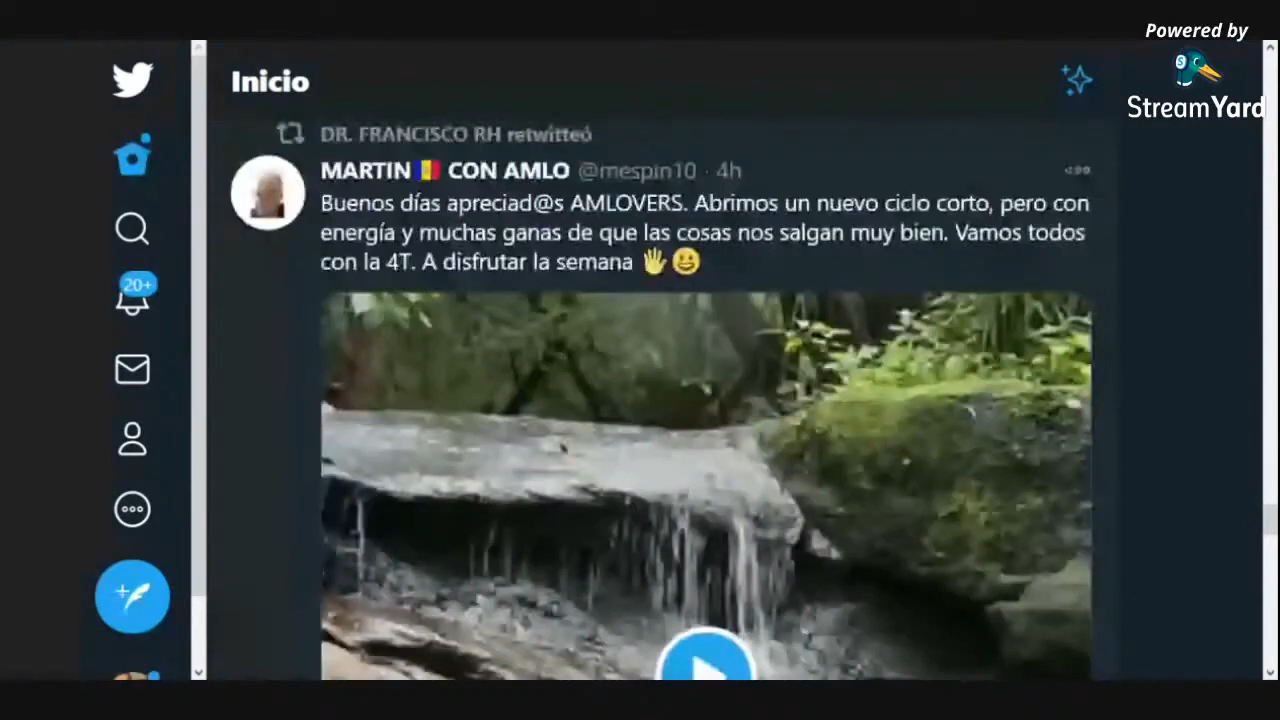 Powered by
StreamYard
Inicio
DR. FRANCISCO RH retwitteó
MARTIN🇦🇩 CON AMLO @mespin10 · 4h
Buenos días apreciad@s AMLOVERS. Abrimos un nuevo ciclo corto, pero con
energía y muchas ganas de que las cosas nos salgan muy bien. Vamos todos
con la 4T. A disfrutar la semana 🖐😃
20+